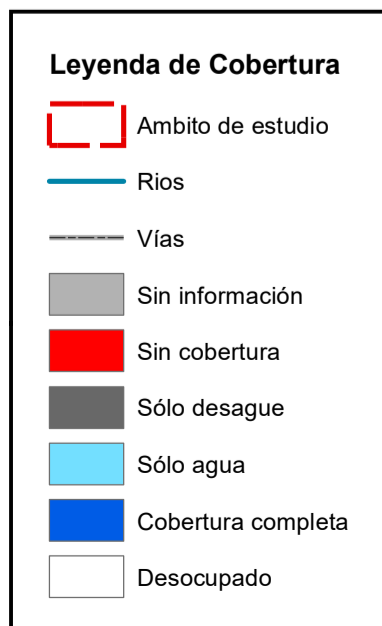 Leyenda de Cobertura
Ambito de estudio
Rios
Vías
Sin información
Sin cobertura
Sólo desague
Sólo agua
Cobertura completa
Desocupado